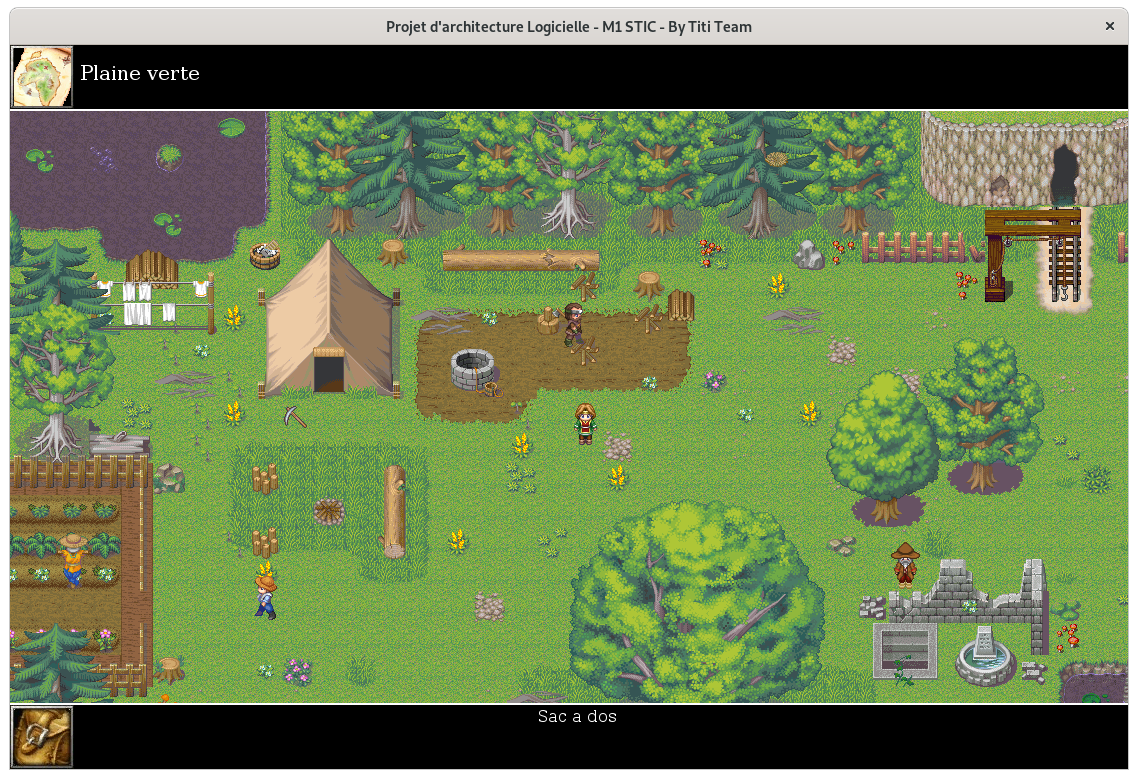 Projet d'architecture Logicielle - M1 STIC - By Titi Team
Plaine verte
Sac a dos